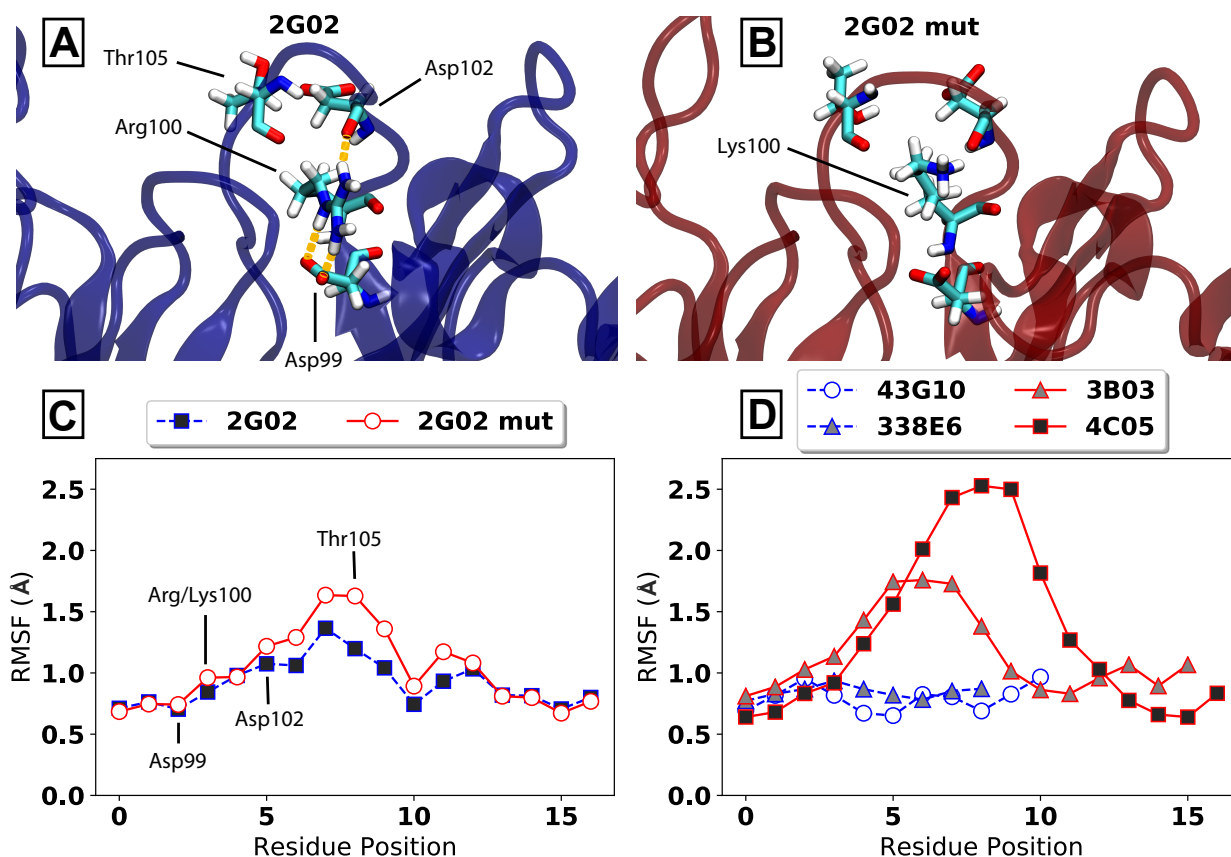 A
2G02
Thr105
Asp102
Arg100
Asp99
B
2G02 mut
Lys100
C
2G02
2G02 mut
RMSF (Å)
2.5
2.0
1.5
1.0
0.5
0.0
Thr105
Arg/Lys100
Asp102
Asp99
0 5 10 15
Residue Position
D
43G10 3B03
338E6 4C05
RMSF (Å)
2.5
2.0
1.5
1.0
0.5
0.0
0 5 10 15
Residue Position